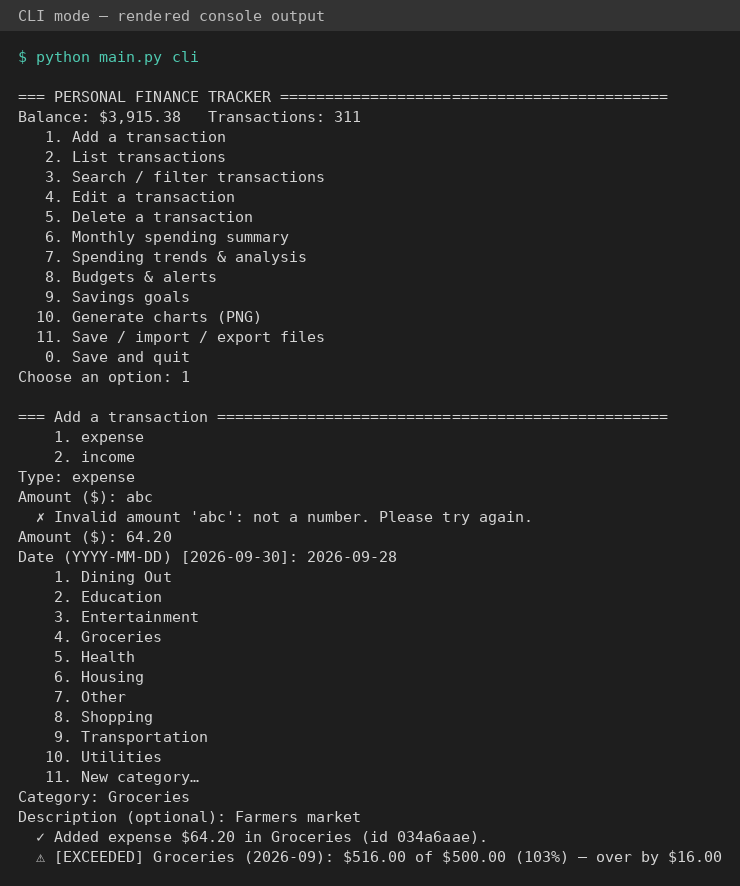 CLI mode — rendered console output
$ python main.py cli
=== PERSONAL FINANCE TRACKER ===========================================
Balance: $3,915.38   Transactions: 311
1. Add a transaction
2. List transactions
3. Search / filter transactions
4. Edit a transaction
5. Delete a transaction
6. Monthly spending summary
7. Spending trends & analysis
8. Budgets & alerts
9. Savings goals
10. Generate charts (PNG)
11. Save / import / export files
0. Save and quit
Choose an option: 1
=== Add a transaction ==================================================
1. expense
2. income
Type: expense
Amount ($): abc
✗ Invalid amount 'abc': not a number. Please try again.
Amount ($): 64.20
Date (YYYY-MM-DD) [2026-09-30]: 2026-09-28
1. Dining Out
2. Education
3. Entertainment
4. Groceries
5. Health
6. Housing
7. Other
8. Shopping
9. Transportation
10. Utilities
11. New category…
Category: Groceries
Description (optional): Farmers market
✓ Added expense $64.20 in Groceries (id 034a6aae).
⚠ [EXCEEDED] Groceries (2026-09): $516.00 of $500.00 (103%) — over by $16.00